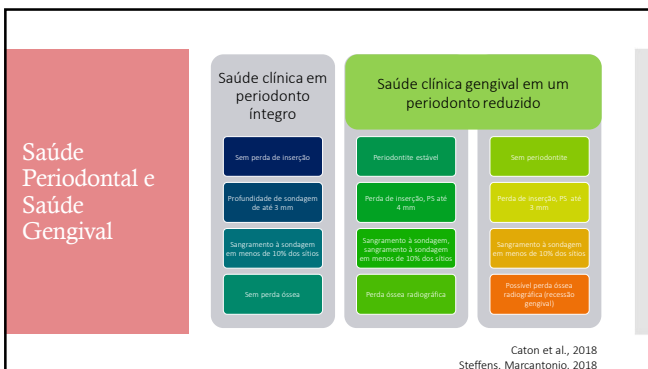 Saúde
Periodontal e
Saúde
Gengival
Saúde clínica em
periodonto
íntegro
Sem perda de inserção
Profundidade de sondagem
de até 3 mm
Sangramento à sondagem
em menos de 10% dos sítios
Sem perda óssea
Saúde clínica gengival em um
periodonto reduzido
Periodontite estável
Perda de inserção, PS até
4 mm
Sangramento à sondagem,
sangramento à sondagem
em menos de 10% dos sítios
Perda óssea radiográfica
Sem periodontite
Perda de inserção, PS até
3 mm
Sangramento à sondagem
em menos de 10% dos sítios
Possível perda óssea
radiográfica (recessão
gengival)
Caton et al., 2018
Steffens, Marcantonio, 2018